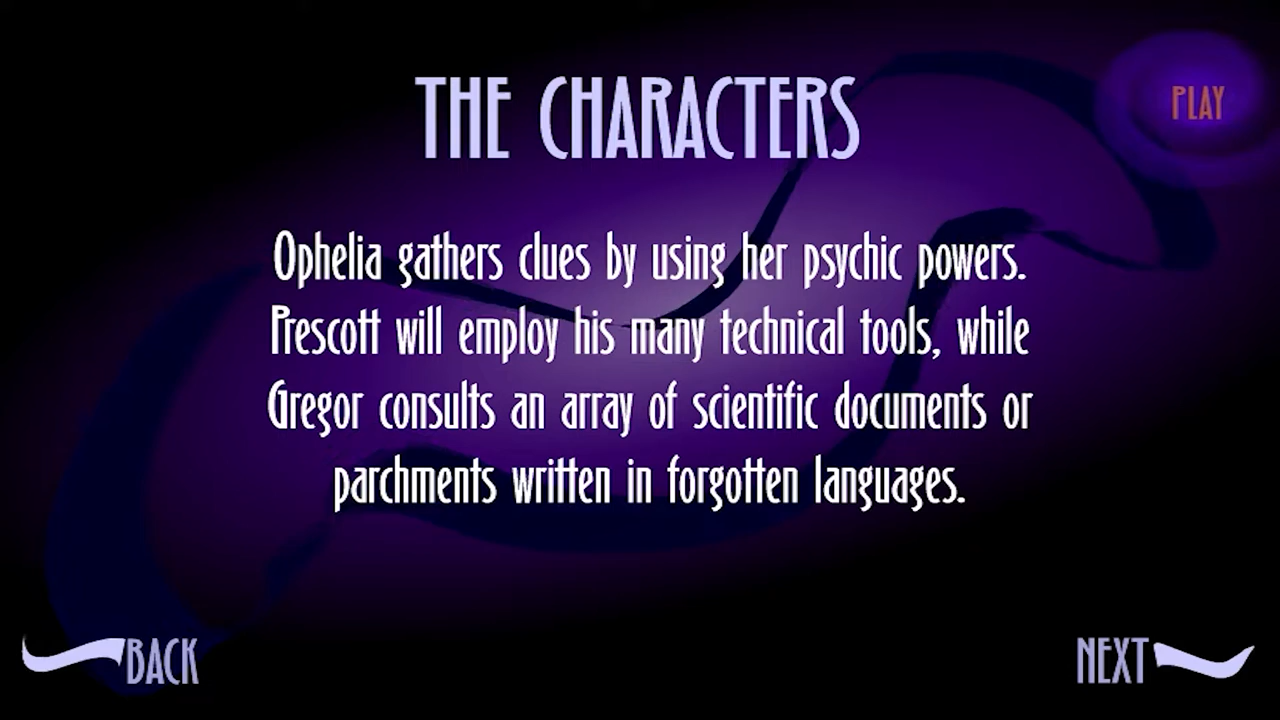 THE CHARACTERS
PLAY
Ophelia gathers clues by using her psychic powers.
Prescott will employ his many technical tools, while
Gregor consults an array of scientific documents or
parchments written in forgotten languages.
BACK
NEXT